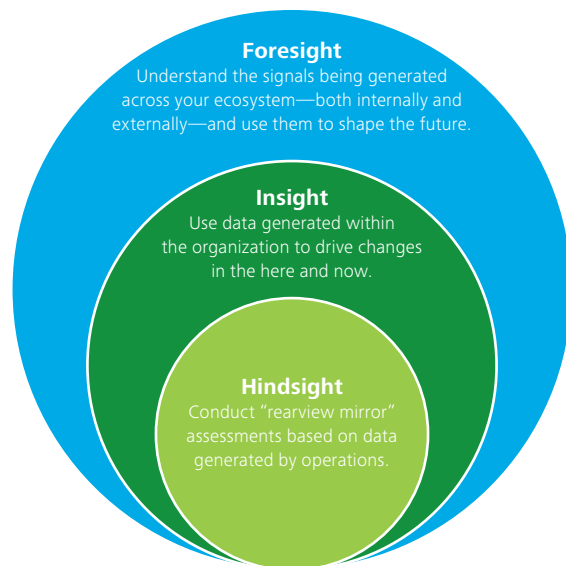 Foresight
Understand the signals being generated
across your ecosystem—both internally and
externally—and use them to shape the future.
Insight
Use data generated within
the organization to drive changes
in the here and now.
Hindsight
Conduct “rearview mirror”
assessments based on data
generated by operations.